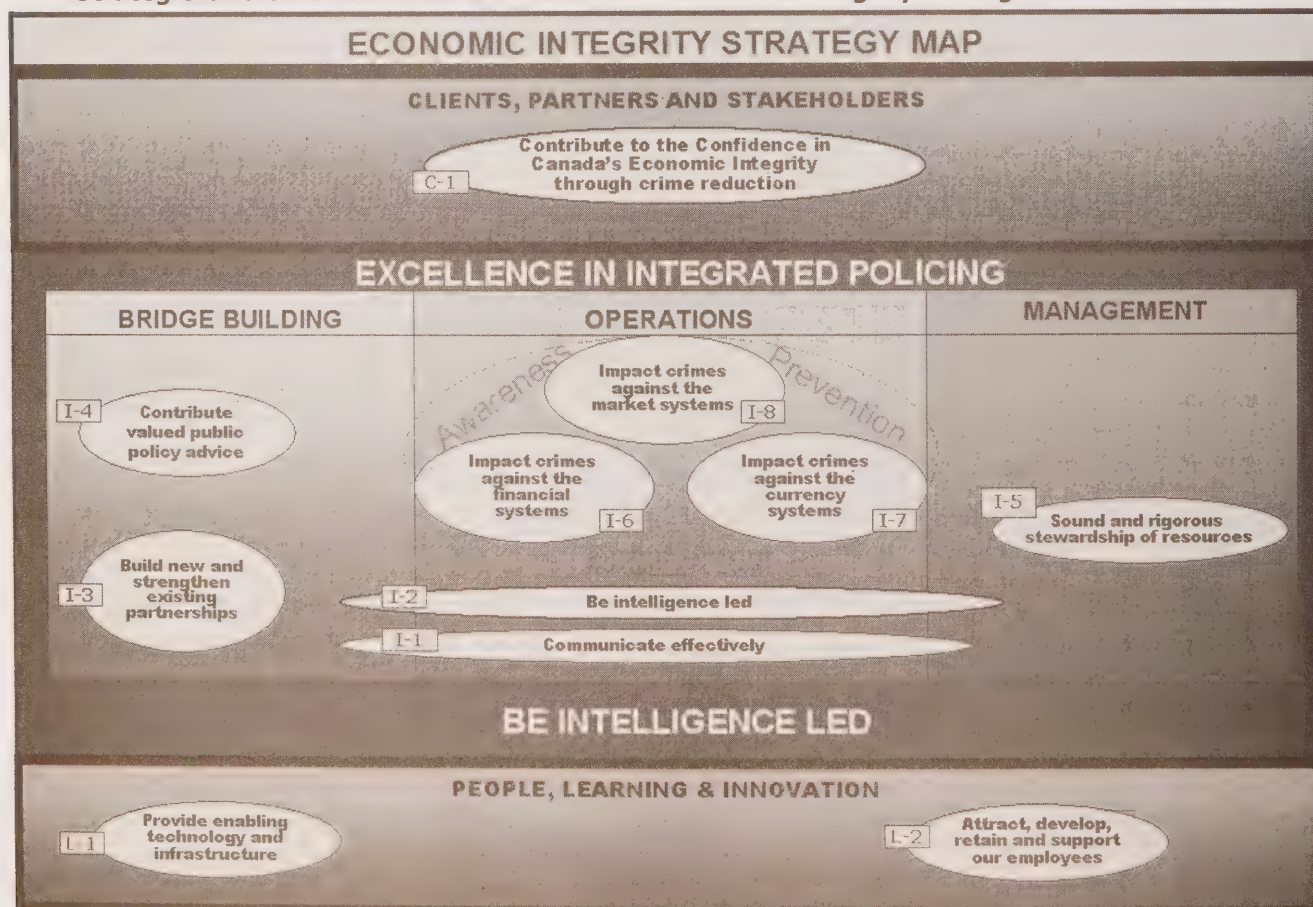 ECONOMIC INTEGRITY STRATEGY MAP
CLIENTS, PARTNERS AND STAKEHOLDERS
Contribute to the Confidence in
Canada's Economic Integrity
through crime reduction
C-1
EXCELLENCE IN INTEGRATED POLICING
BRIDGE BUILDING
I-4
Contribute
valued public
policy advice
I-3
Build new and
strengthen
existing
partnerships
OPERATIONS
Awareness
Prevention
Impact crimes
against the
market systems
I-8
Impact crimes
against the
financial
systems
I-6
Impact crimes
against the
currency
systems
I-7
MANAGEMENT
I-5
Sound and rigorous
stewardship of resources
I-2
Be intelligence led
I-1
Communicate effectively
BE INTELLIGENCE LED
PEOPLE, LEARNING & INNOVATION
L-1
Provide enabling
technology and
infrastructure
L-2
Attract, develop,
retain and support
our employees